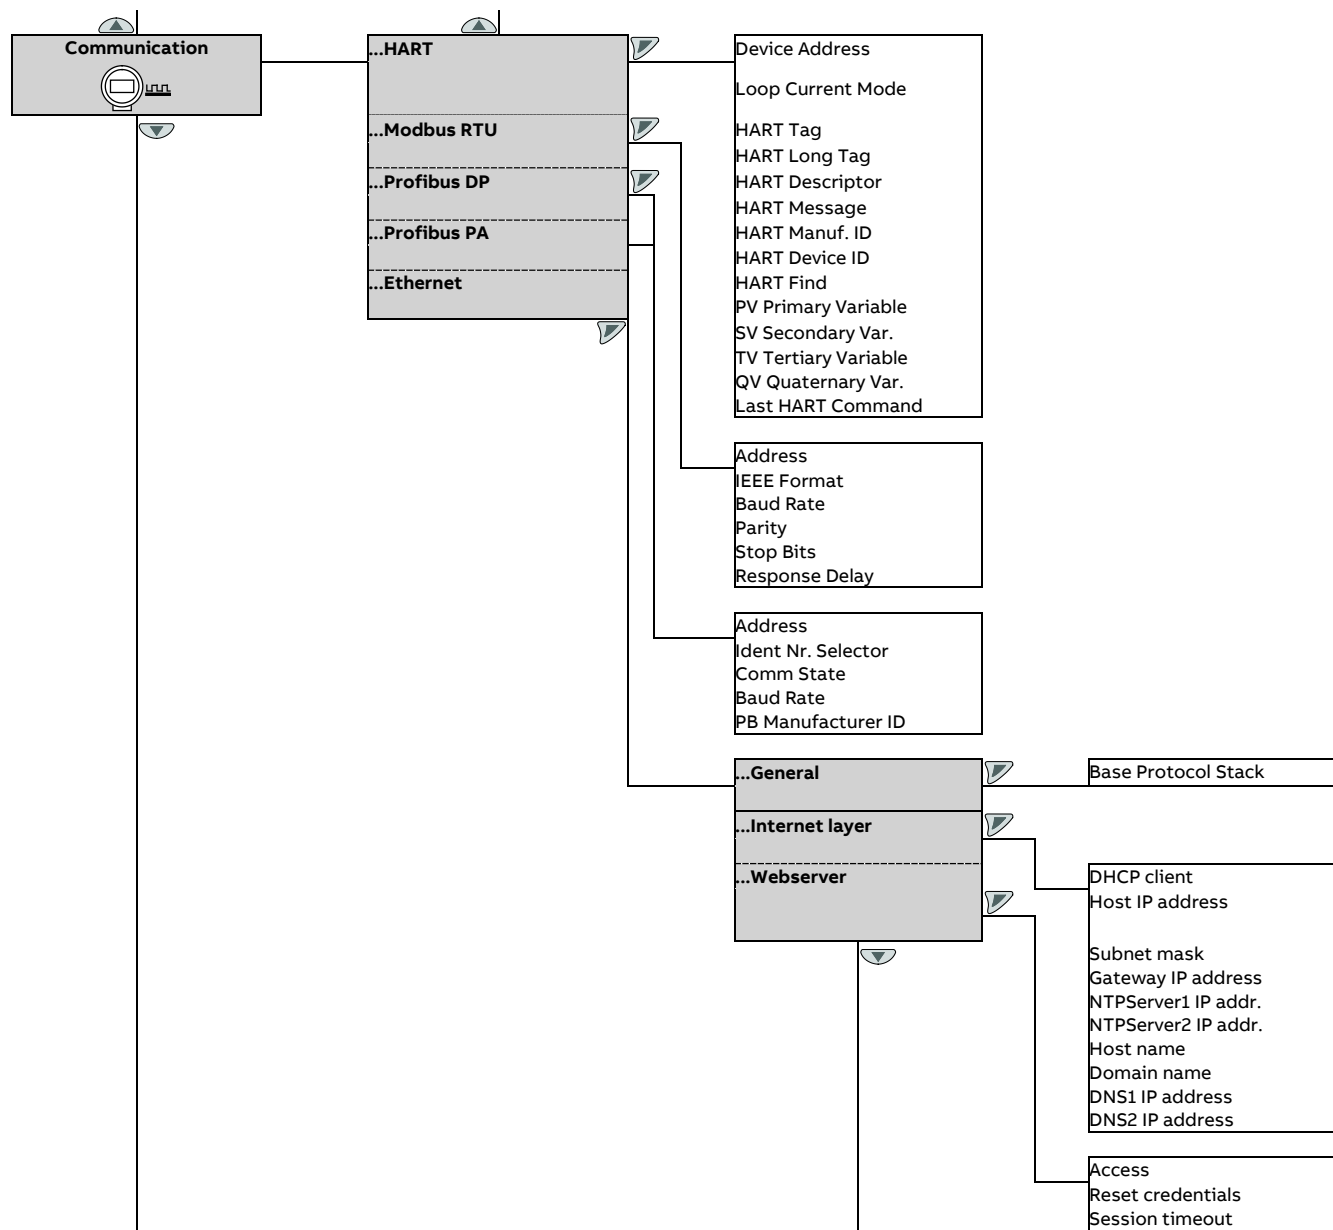 Communication
...HART
...Modbus RTU
...Profibus DP
...Profibus PA
...Ethernet
Device Address
Loop Current Mode
HART Tag
HART Long Tag
HART Descriptor
HART Message
HART Manuf. ID
HART Device ID
HART Find
PV Primary Variable
SV Secondary Var.
TV Tertiary Variable
QV Quaternary Var.
Last HART Command
Address
IEEE Format
Baud Rate
Parity
Stop Bits
Response Delay
Address
Ident Nr. Selector
Comm State
Baud Rate
PB Manufacturer ID
...General
...Internet layer
...Webserver
Base Protocol Stack
DHCP client
Host IP address
Subnet mask
Gateway IP address
NTPServer1 IP addr.
NTPServer2 IP addr.
Host name
Domain name
DNS1 IP address
DNS2 IP address
Access
Reset credentials
Session timeout